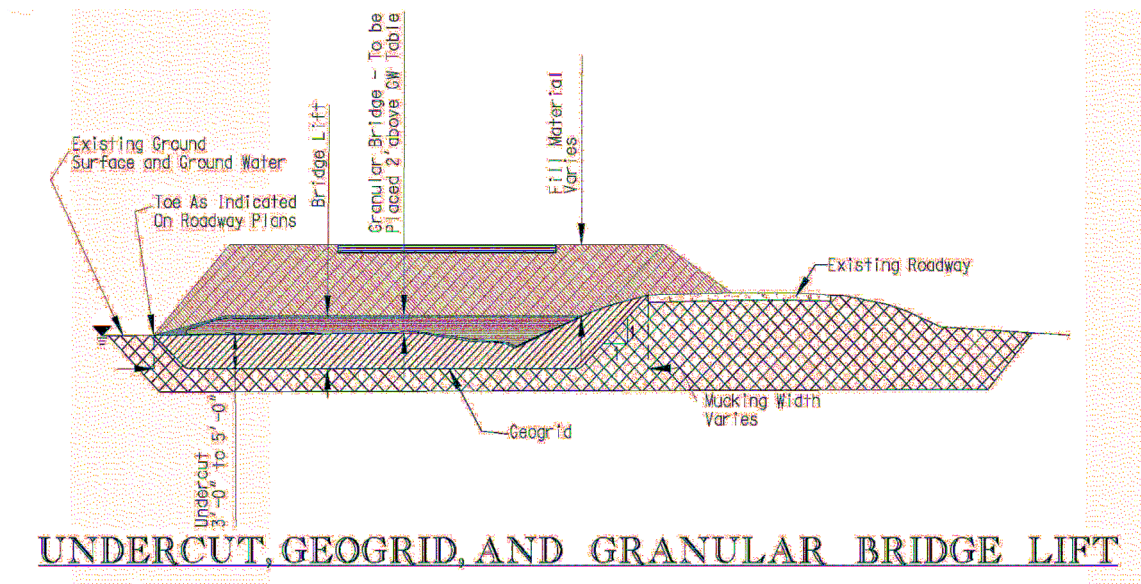 Existing Ground
Surface and Ground Water
Toe As Indicated
On Roadway Plans
Bridge Lift
Granular Bridge - To be
Placed 2' above GW Table
Fill Material
Varies
Existing Roadway
1
1
Mucking Width
Varies
Geogrid
Undercut
3'-0" to 5'-0"
UNDERCUT, GEOGRID, AND GRANULAR BRIDGE LIFT